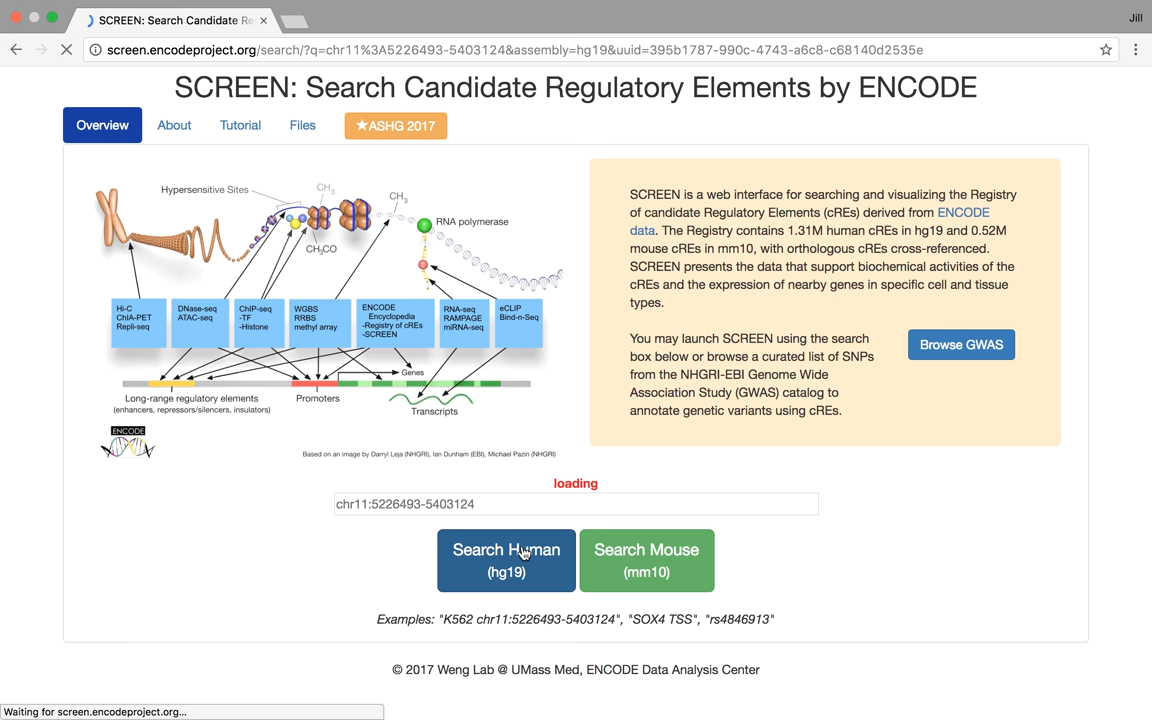 SCREEN: Search Candidate Re
Jill
screen.encodeproject.org/search/?q=chr11%3A5226493-5403124&assembly=hg19&uuid=395b1787-990c-4743-a6c8-c68140d2535e
SCREEN: Search Candidate Regulatory Elements by ENCODE
Overview
About
Tutorial
Files
★ASHG 2017
Hypersensitive Sites
CH₃
CH₃
RNA polymerase
CH₃CO
Hi-C
ChIA-PET
Repli-seq
DNase-seq
ATAC-seq
ChIP-seq
-TF
-Histone
WGBS
RRBS
methyl array
ENCODE
Encyclopedia
-Registry of cREs
-SCREEN
RNA-seq
RAMPAGE
miRNA-seq
eCLIP
Bind-n-Seq
Genes
Long-range regulatory elements
(enhancers, repressors/silencers, insulators)
Promoters
Transcripts
ENCODE
Based on an image by Darryl Leja (NHGRI), Ian Dunham (EBI), Michael Pazin (NHGRI)
SCREEN is a web interface for searching and visualizing the Registry
of candidate Regulatory Elements (cREs) derived from ENCODE
data. The Registry contains 1.31M human cREs in hg19 and 0.52M
mouse cREs in mm10, with orthologous cREs cross-referenced.
SCREEN presents the data that support biochemical activities of the
cREs and the expression of nearby genes in specific cell and tissue
types.
You may launch SCREEN using the search
box below or browse a curated list of SNPs
from the NHGRI-EBI Genome Wide
Association Study (GWAS) catalog to
annotate genetic variants using cREs.
Browse GWAS
loading
chr11:5226493-5403124
Search Human
(hg19)
Search Mouse
(mm10)
Examples: "K562 chr11:5226493-5403124", "SOX4 TSS", "rs4846913"
© 2017 Weng Lab @ UMass Med, ENCODE Data Analysis Center
Waiting for screen.encodeproject.org...